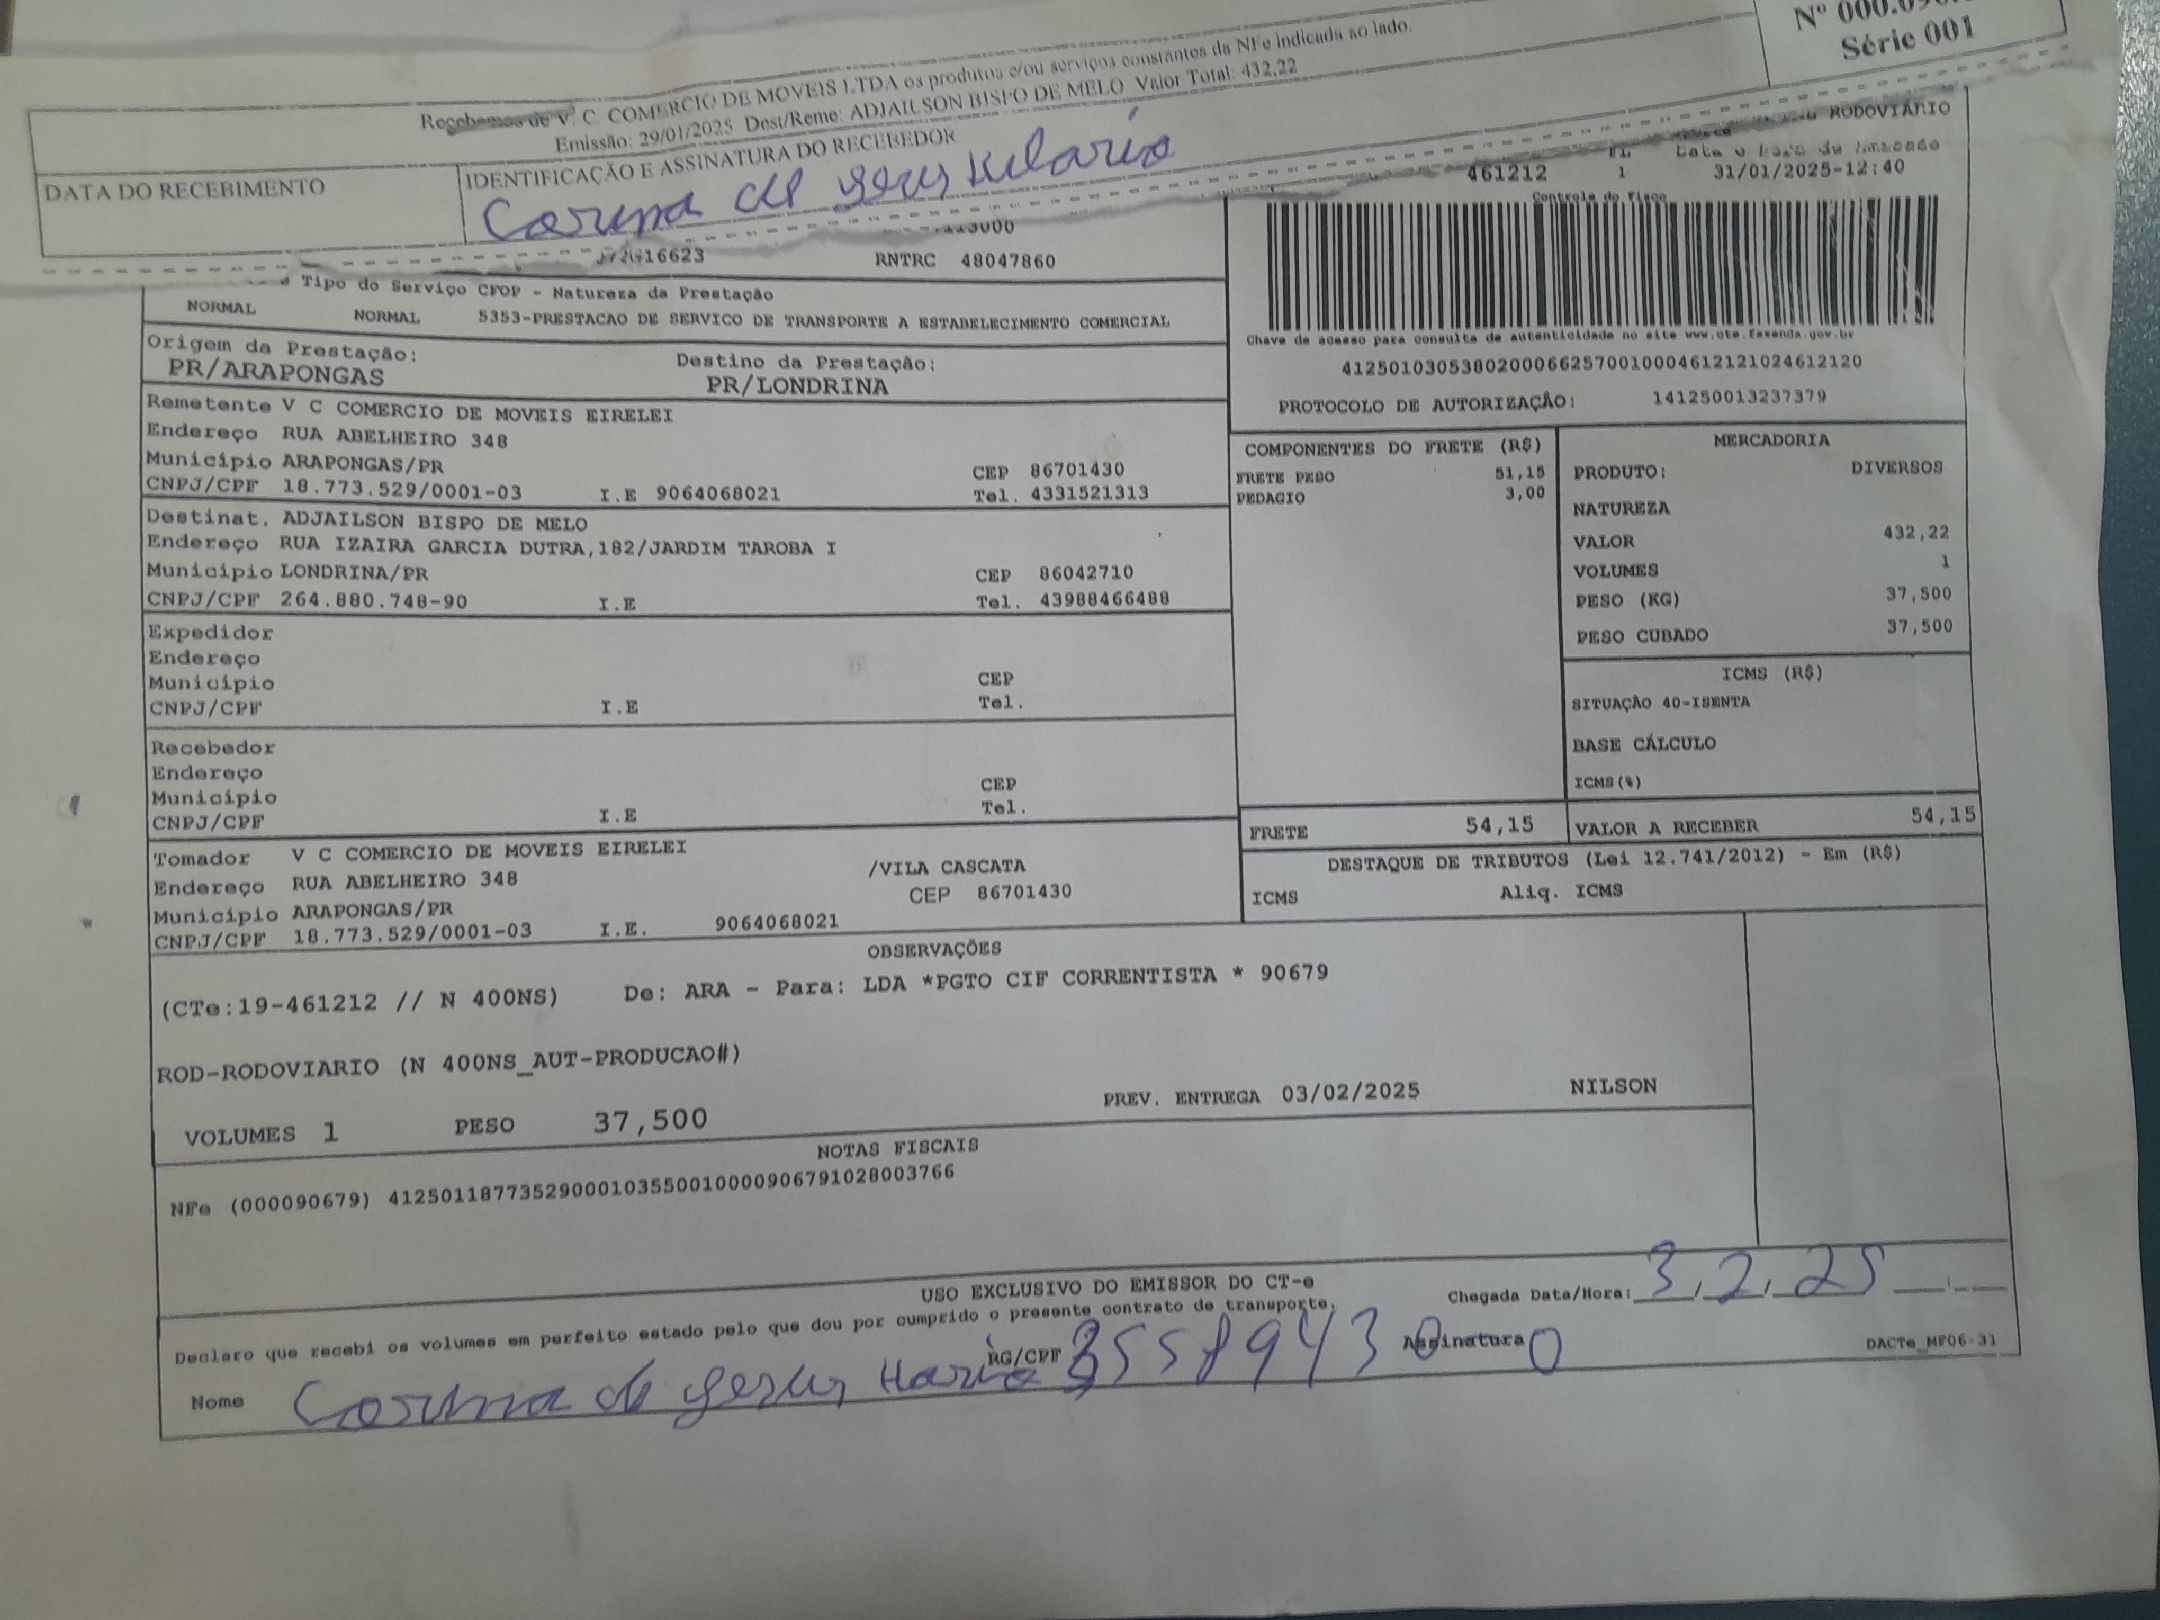 Nº 000.090.
Série 001
Recebemos de V. C. COMERCIO DE MOVEIS LTDA os produtos e/ou serviços constantes da NFe indicada ao lado.
Emissão: 29/01/2025 Dest/Reme: ADJAILSON BISPO DE MELO Valor Total: 432,22
DATA DO RECEBIMENTO
IDENTIFICAÇÃO E ASSINATURA DO RECEBEDOR
de
RODOVIÁRIO
FL Data e Hora de Emissão
461212 1 31/01/2025-12:40
Controle do Fisco
16623 RNTRC 48047860
Tipo do Serviço CFOP - Natureza da Prestação
NORMAL NORMAL 5353-PRESTACAO DE SERVICO DE TRANSPORTE A ESTABELECIMENTO COMERCIAL
Chave de acesso para consulta de autenticidade no site www.cte.fazenda.gov.br
41250103053802000662570010004612121024612120
PROTOCOLO DE AUTORIZAÇÃO: 141250013237379
Origem da Prestação: Destino da Prestação:
PR/ARAPONGAS PR/LONDRINA
Remetente V C COMERCIO DE MOVEIS EIRELEI
Endereço RUA ABELHEIRO 348
Município ARAPONGAS/PR CEP 86701430
CNPJ/CPF 18.773.529/0001-03 I.E 9064068021 Tel. 4331521313
Destinat. ADJAILSON BISPO DE MELO
Endereço RUA IZAIRA GARCIA DUTRA,182/JARDIM TAROBA I
Município LONDRINA/PR CEP 86042710
CNPJ/CPF 264.880.748-90 I.E Tel. 43988466488
Expedidor
Endereço
Município CEP
CNPJ/CPF I.E Tel.
Recebedor
Endereço
Município CEP
CNPJ/CPF I.E Tel.
Tomador V C COMERCIO DE MOVEIS EIRELEI
Endereço RUA ABELHEIRO 348 /VILA CASCATA
Município ARAPONGAS/PR CEP 86701430
CNPJ/CPF 18.773.529/0001-03 I.E. 9064068021
COMPONENTES DO FRETE (R$)
FRETE PESO 51,15
PEDAGIO 3,00
MERCADORIA
PRODUTO: DIVERSOS
NATUREZA
VALOR 432,22
VOLUMES 1
PESO (KG) 37,500
PESO CUBADO 37,500
ICMS (R$)
SITUAÇÃO 40-ISENTA
BASE CÁLCULO
ICMS(%)
FRETE 54,15 VALOR A RECEBER 54,15
DESTAQUE DE TRIBUTOS (Lei 12.741/2012) - Em (R$)
ICMS Aliq. ICMS
OBSERVAÇÕES
(CTe:19-461212 // N 400NS) De: ARA - Para: LDA *PGTO CIF CORRENTISTA * 90679
ROD-RODOVIARIO (N 400NS_AUT-PRODUCAO#)
VOLUMES 1 PESO 37,500 PREV. ENTREGA 03/02/2025 NILSON
NOTAS FISCAIS
NFe (000090679) 41250118773529000103550010000906791028003766
USO EXCLUSIVO DO EMISSOR DO CT-e
Declaro que recebi os volumes em perfeito estado pelo que dou por cumprido o presente contrato de transporte. Chegada Data/Hora: 3/2/25
Nome de RG/CPF Assinatura DACTe_MF06-31